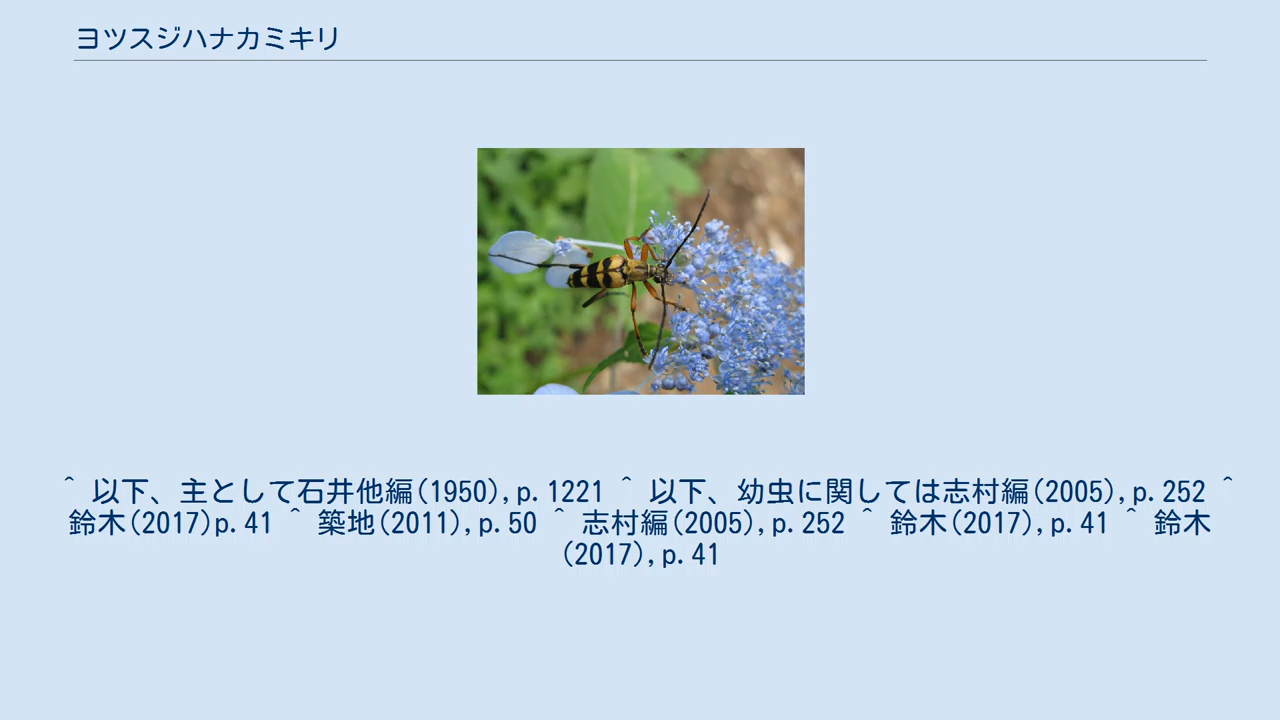 ヨツスジハナカミキリ
^ 以下、主として石井他編(1950),p.1221 ^ 以下、幼虫に関しては志村編(2005),p.252 ^
鈴木(2017)p.41 ^ 築地(2011),p.50 ^ 志村編(2005),p.252 ^ 鈴木(2017),p.41 ^ 鈴木
(2017),p.41